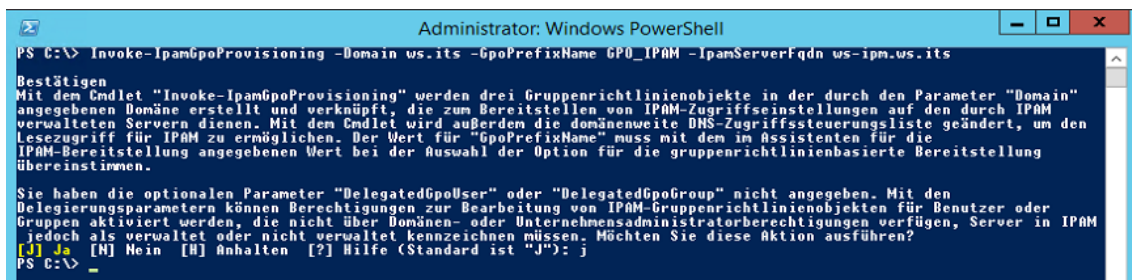 Administrator: Windows PowerShell
PS C:\> Invoke-IpamGpoProvisioning -Domain ws.its -GpoPrefixName GPO_IPAM -IpamServerFqdn ws-ipm.ws.its
Bestätigen
Mit dem Cmdlet "Invoke-IpamGpoProvisioning" werden drei Gruppenrichtlinienobjekte in der durch den Parameter "Domain"
angegebenen Domäne erstellt und verknüpft, die zum Bereitstellen von IPAM-Zugriffseinstellungen auf den durch IPAM
verwalteten Servern dienen. Mit dem Cmdlet wird außerdem die domänenweite DNS-Zugriffssteuerungsliste geändert, um den
Lesezugriff für IPAM zu ermöglichen. Der Wert für "GpoPrefixName" muss mit dem im Assistenten für die
IPAM-Bereitstellung angegebenen Wert bei der Auswahl der Option für die gruppenrichtlinienbasierte Bereitstellung
übereinstimmen.
Sie haben die optionalen Parameter "DelegatedGpoUser" oder "DelegatedGpoGroup" nicht angegeben. Mit den
Delegierungsparametern können Berechtigungen zur Bearbeitung von IPAM-Gruppenrichtlinienobjekten für Benutzer oder
Gruppen aktiviert werden, die nicht über Domänen- oder Unternehmensadministratorberechtigungen verfügen, Server in IPAM
jedoch als verwaltet oder nicht verwaltet kennzeichnen müssen. Möchten Sie diese Aktion ausführen?
[J] Ja [N] Nein [H] Anhalten [?] Hilfe (Standard ist "J"): j
PS C:\> _